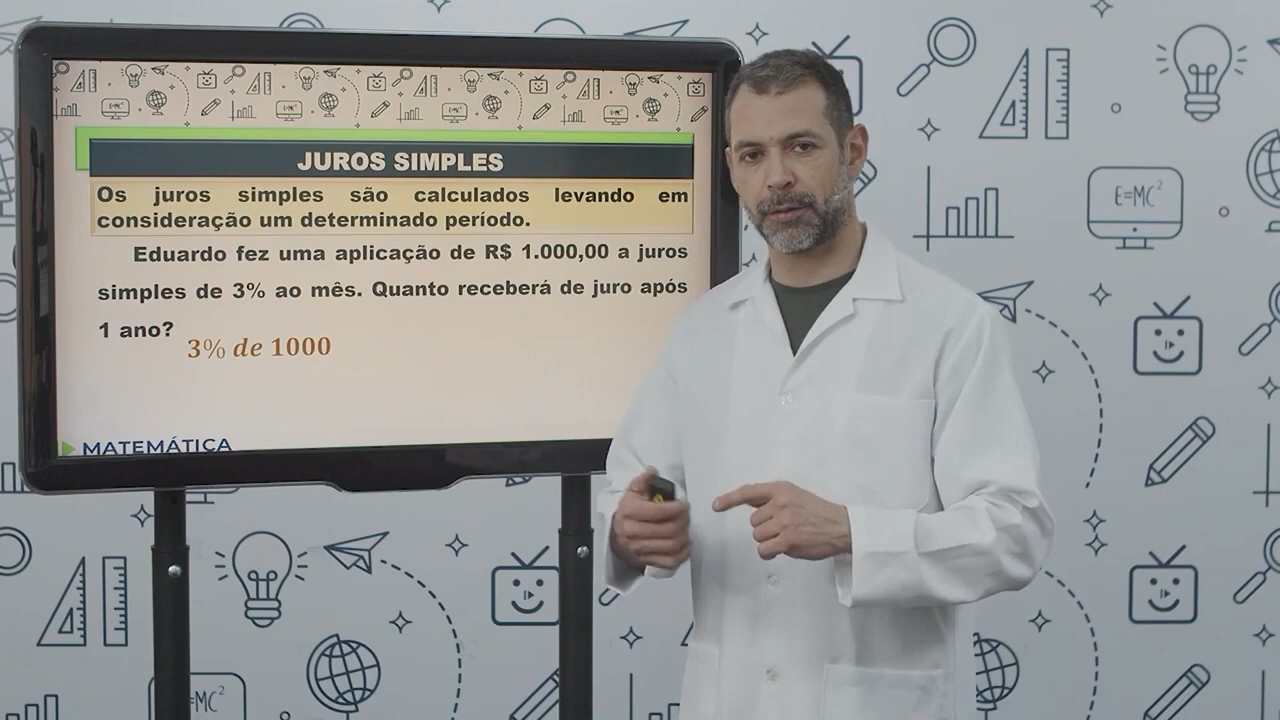 JUROS SIMPLES
Os juros simples são calculados levando em
consideração um determinado período.
Eduardo fez uma aplicação de R$ 1.000,00 a juros
simples de 3% ao mês. Quanto receberá de juro após
1 ano?
3% de 1000
MATEMÁTICA
E=MC²
=MC²